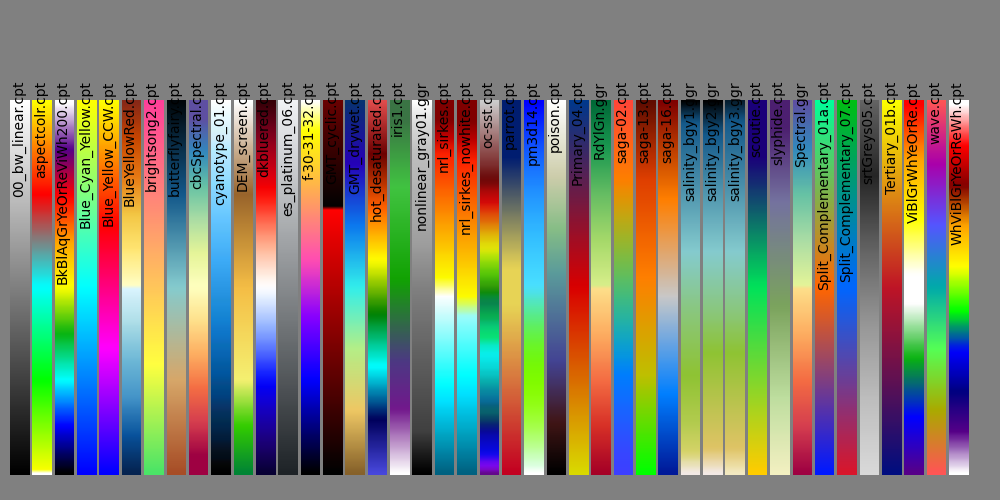 00_bw_linear.cpt
aspectcolr.cpt
BkBlAqGrYeOrReViWh200.cpt
Blue_Cyan_Yellow.cpt
Blue_Yellow_CCW.cpt
BlueYellowRed.cpt
brightsong2.cpt
butterflyfairy.cpt
cbcSpectral.cpt
cyanotype_01.cpt
DEM_screen.cpt
dkbluered.cpt
es_platinum_06.cpt
f-30-31-32.cpt
GMT_cyclic.cpt
GMT_drywet.cpt
hot_desaturated.cpt
iris1.cpt
nonlinear_gray01.ggr
nrl_sirkes.cpt
nrl_sirkes_nowhite.cpt
oc-sst.cpt
parrot.cpt
pm3d14.cpt
poison.cpt
Primary_04.cpt
RdYlGn.ggr
saga-02.cpt
saga-13.cpt
saga-16.cpt
salinity_bgy1.ggr
salinity_bgy2.ggr
salinity_bgy3.ggr
scoutie.cpt
slyphide.cpt
Spectral.ggr
Split_Complementary_01a.cpt
Split_Complementary_07.cpt
srtGreys05.cpt
Tertiary_01b.cpt
ViBlGrWhYeOrRe.cpt
wave.cpt
WhViBlGrYeOrReWh.cpt